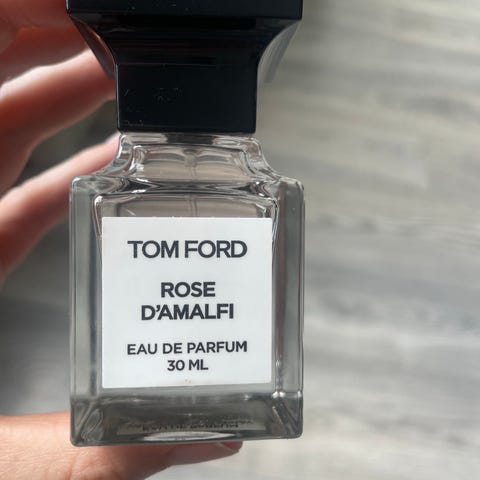 TOM FORD
ROSE
D'AMALFI
EAU DE PARFUM
30 ML